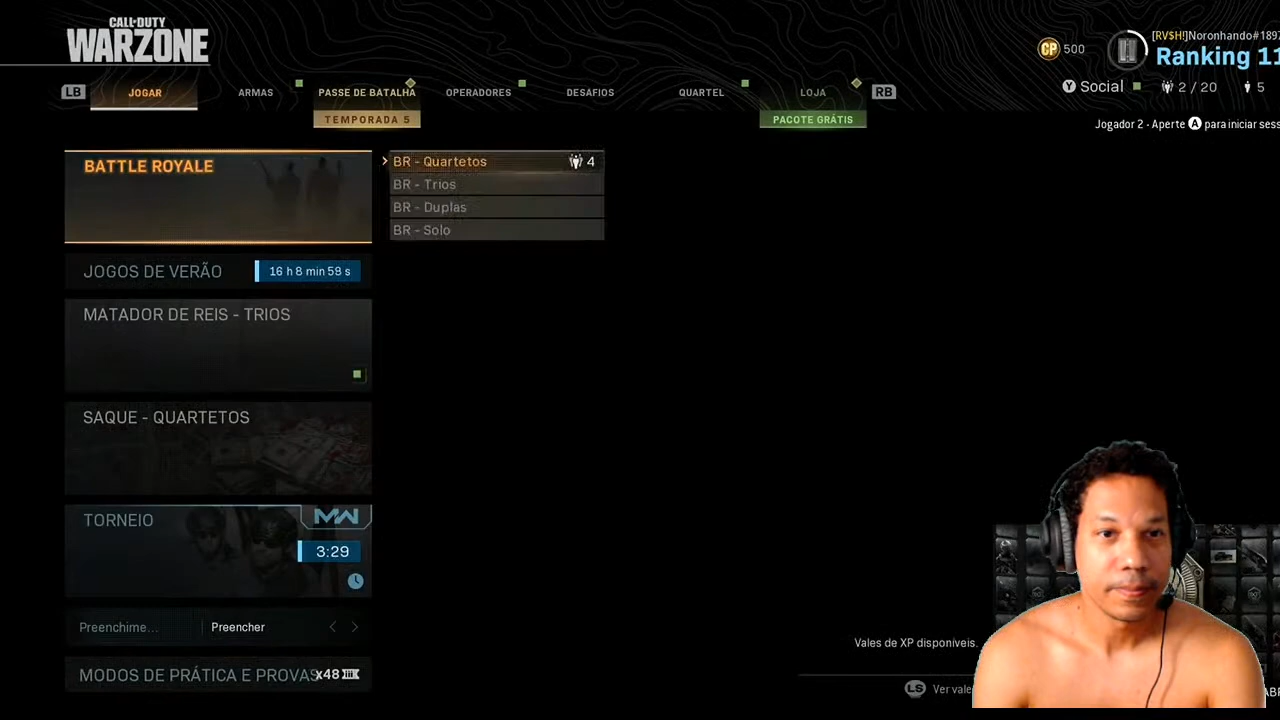 CALL OF DUTY
WARZONE
CP 500
[RV$H!]Noronhando#1897
Ranking 11
LB
JOGAR
ARMAS
PASSE DE BATALHA
OPERADORES
DESAFIOS
QUARTEL
LOJA
RB
Y Social
2 / 20
5
TEMPORADA 5
PACOTE GRÁTIS
Jogador 2 - Aperte A para iniciar sess
BATTLE ROYALE
BR - Quartetos 4
BR - Trios
BR - Duplas
BR - Solo
JOGOS DE VERÃO 16 h 8 min 58 s
MATADOR DE REIS - TRIOS
SAQUE - QUARTETOS
TORNEIO
MW
3:29
Preenchime... Preencher
Vales de XP disponíveis.
MODOS DE PRÁTICA E PROVAS x48
LS Ver vale